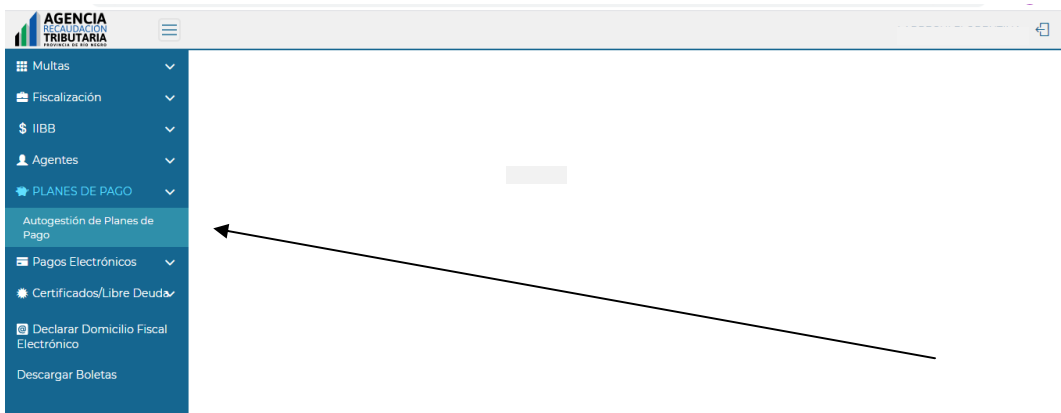 AGENCIA
RECAUDACIÓN
TRIBUTARIA
PROVINCIA DE RÍO NEGRO
Multas
Fiscalización
IIBB
Agentes
PLANES DE PAGO
Autogestión de Planes de
Pago
Pagos Electrónicos
Certificados/Libre Deuda
Declarar Domicilio Fiscal
Electrónico
Descargar Boletas